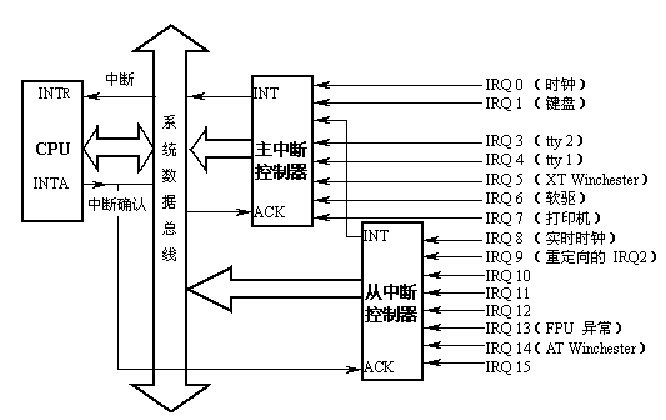 中断
INTR
CPU
INTA
中断确认
系统数据总线
INT
主中断
控制器
ACK
IRQ 0 （时钟）
IRQ 1 （键盘）
IRQ 3 （tty 2）
IRQ 4 （tty 1）
IRQ 5 （XT Winchester）
IRQ 6 （软驱）
IRQ 7 （打印机）
INT
从中断
控制器
ACK
IRQ 8 （实时时钟）
IRQ 9 （重定向的 IRQ2）
IRQ 10
IRQ 11
IRQ 12
IRQ 13（FPU 异常）
IRQ 14（AT Winchester）
IRQ 15